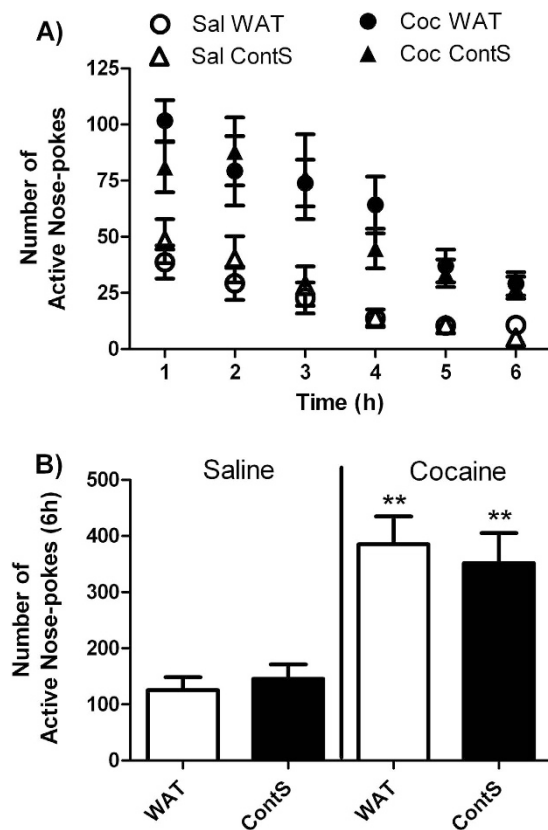 A)
Sal WAT
Coc WAT
Sal ContS
Coc ContS
Number of
Active Nose-pokes
125
100
75
50
25
0
1 2 3 4 5 6
Time (h)
B)
Saline
Cocaine
Number of
Active Nose-pokes (6h)
500
400
300
200
100
0
** **
WAT ContS WAT ContS